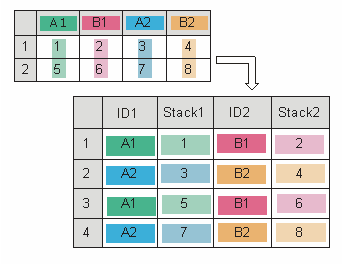 A1 B1 A2 B2
1 1 2 3 4
2 5 6 7 8
ID1 Stack1 ID2 Stack2
1 A1 1 B1 2
2 A2 3 B2 4
3 A1 5 B1 6
4 A2 7 B2 8